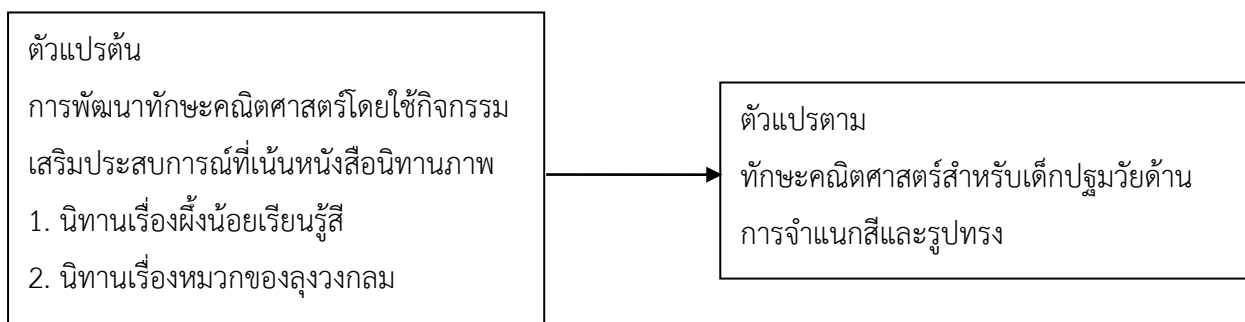 ตัวแปรต้น
การพัฒนาทักษะคณิตศาสตร์โดยใช้กิจกรรม
เสริมประสบการณ์ที่เน้นหนังสือนิทานภาพ
1. นิทานเรื่องผึ้งน้อยเรียนรู้สี
2. นิทานเรื่องหมวกของลุงวงกลม
ตัวแปรตาม
ทักษะคณิตศาสตร์สำหรับเด็กปฐมวัยด้าน
การจำแนกสีและรูปทรง